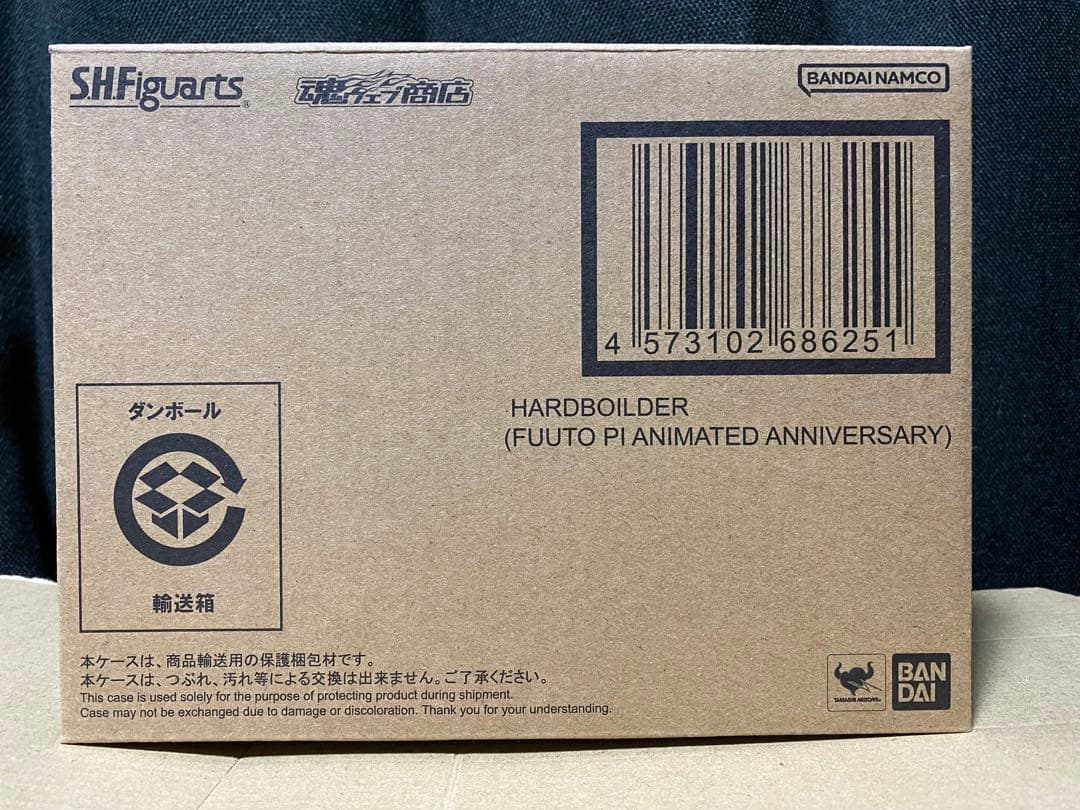 S.H.Figuarts®
魂ウェブ商店
BANDAI NAMCO
4 573102 686251
HARDBOILDER
(FUUTO PI ANIMATED ANNIVERSARY)
ダンボール
輸送箱
本ケースは、商品輸送用の保護梱包材です。
本ケースは、つぶれ、汚れ等による交換は出来ません。ご了承ください。
This case is used solely for the purpose of protecting product during shipment.
Case may not be exchanged due to damage or discoloration. Thank you for your understanding.
TAMASHII NATIONS
BAN
DAI